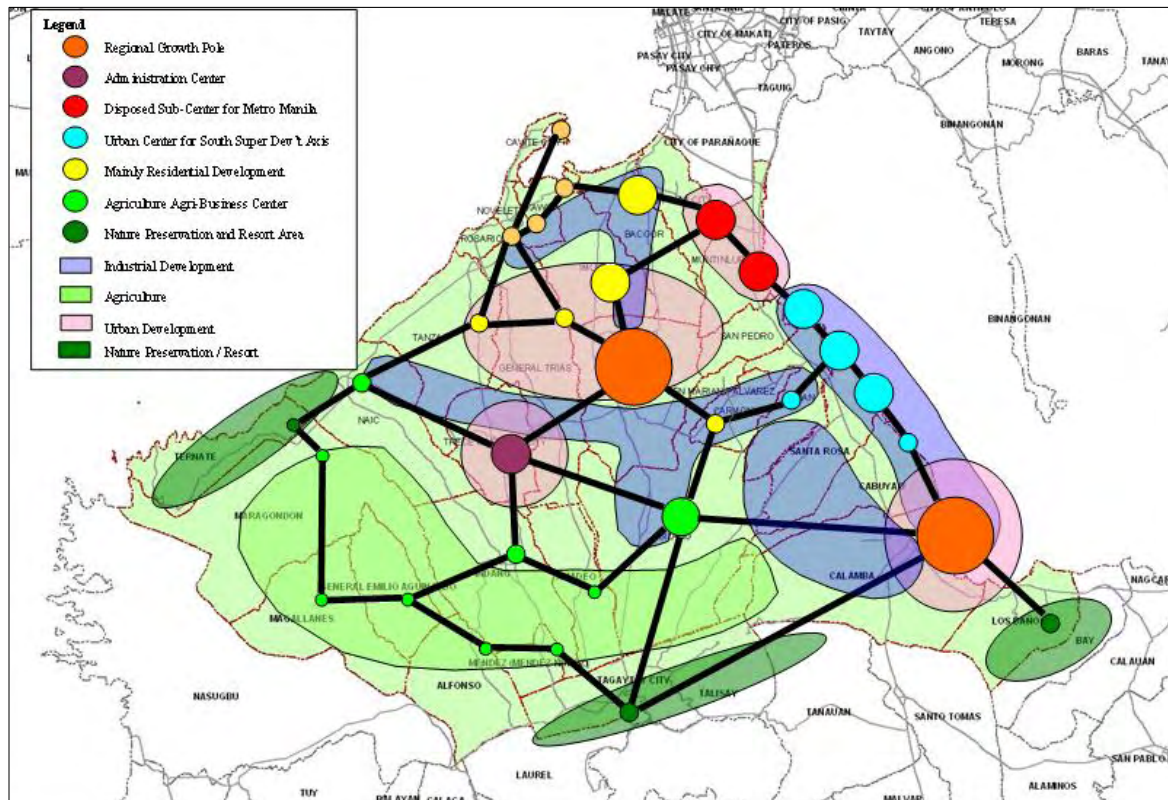 Legend
Regional Growth Pole
Administration Center
Disposed Sub-Center for Metro Manila
Urban Center for South Super Dev't Axis
Mainly Residential Development
Agriculture Agri-Business Center
Nature Preservation and Resort Area
Industrial Development
Agriculture
Urban Development
Nature Preservation / Resort
MALATE
CITY OF PASIG
CITY OF MAKATI
PATEROS
PASAY CITY
PASAY CITY
TAGUIG
TAYTAY
TERESA
ANGONO
MORONG
BARAS
BINANGONAN
CITY OF PARAÑAQUE
ROSARIO
BACOOR
TANZA
SAN PEDRO
GENERAL TRIAS
BINANGONAN
NAIC
SANTA ROSA
TERNATE
CABUYAO
MARAGONDON
CALAMBA
GENERAL EMILIO AGUINALDO
MAGALLANES
LOS BAÑOS
BAY
CALAUAN
ALFONSO
TAGAYTAY CITY
TALISAY
NASUGBU
TANAUAN
SANTO TOMAS
LAUREL
TUY
ALAMINOS